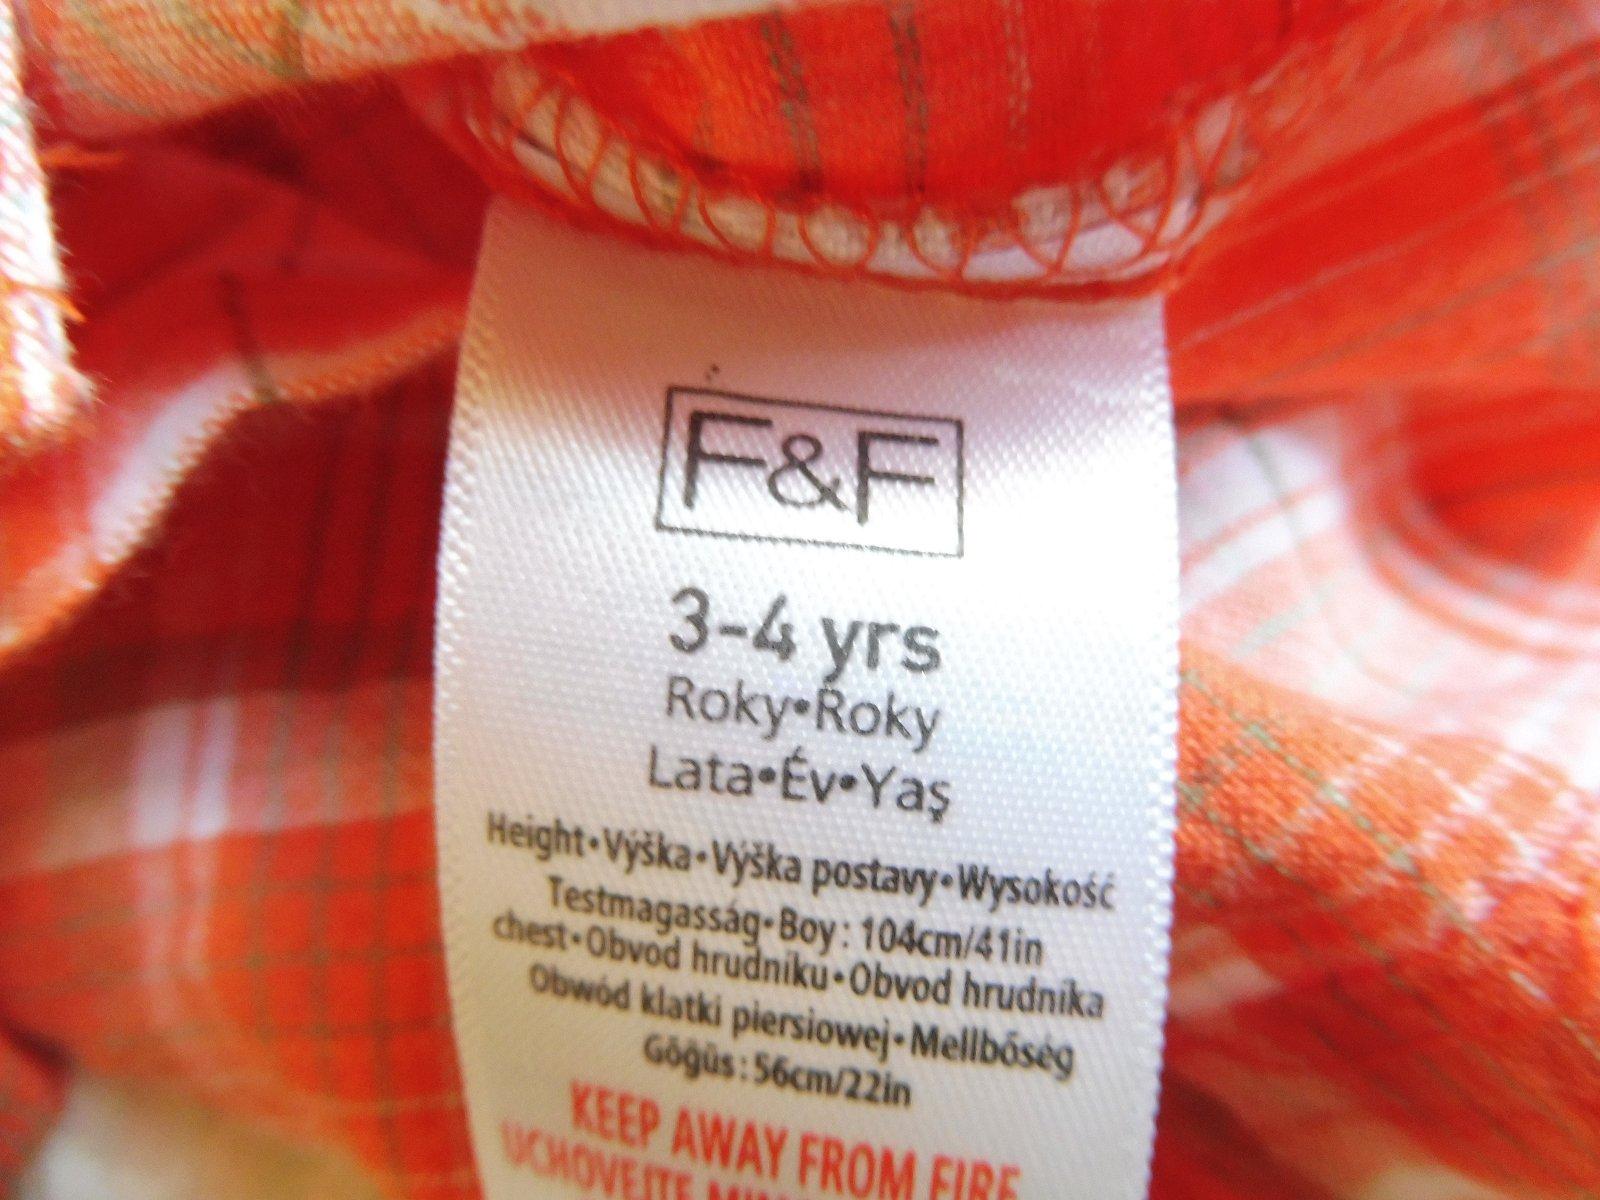 F&F
3-4 yrs
Roky•Roky
Lata•Év•Yaş
Height•Výška•Výška postavy•Wysokość
Testmagasság•Boy: 104cm/41in
chest•Obvod hrudníku•Obvod hrudníka
Obwód klatki piersiowej•Mellbőség
Göğüs: 56cm/22in
KEEP AWAY FROM FIRE
UCHOVEJTE